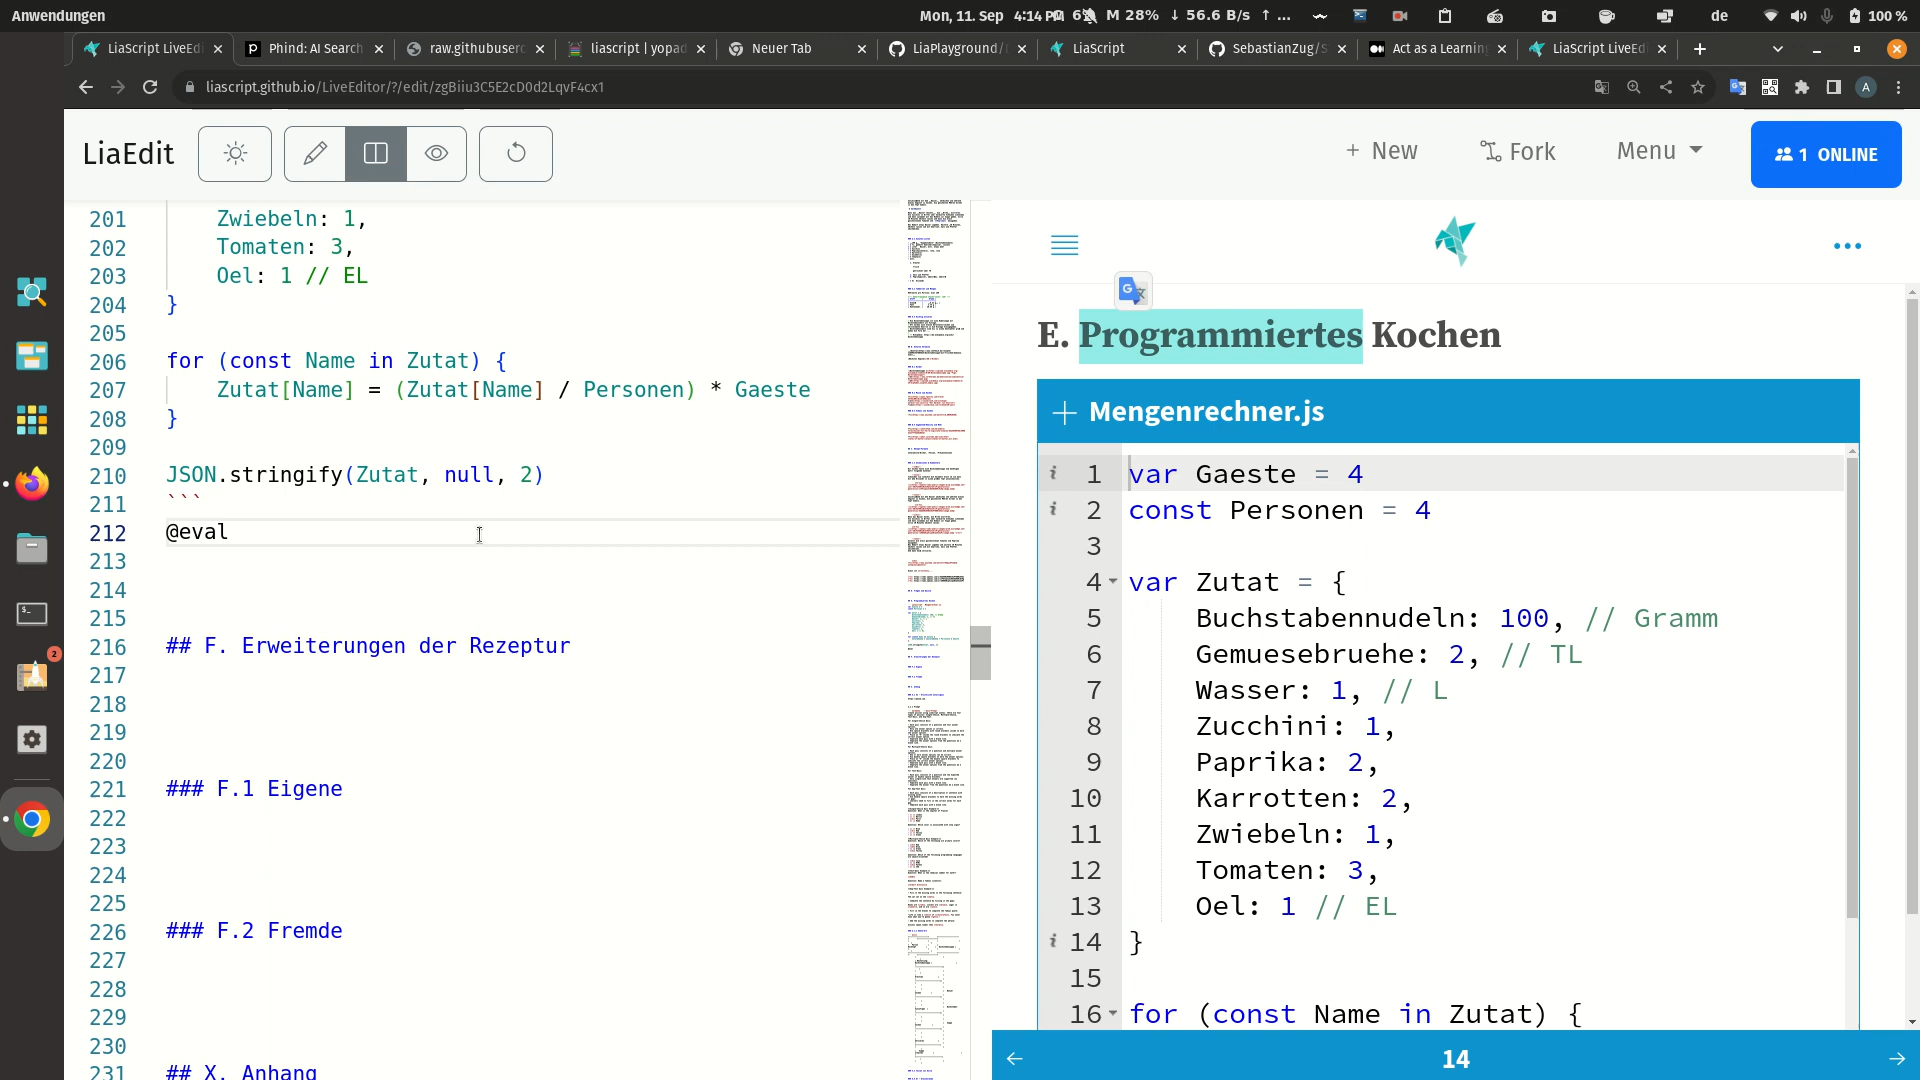 Anwendungen
Mon, 11. Sep 4:14 PM
M 28% ↓ 56.6 B/s ↑ ...
de
100 %
LiaScript LiveEdi
Phind: AI Search
raw.githubuserc
liascript | yopad
Neuer Tab
LiaPlayground/
LiaScript
SebastianZug/S
Act as a Learning
LiaScript LiveEdi
liascript.github.io/LiveEditor/?/edit/zgBiiu3C5E2cD0d2LqvF4cx1
A
LiaEdit
+ New
Fork
Menu
1 ONLINE
201 Zwiebeln: 1,
202 Tomaten: 3,
203 Oel: 1 // EL
204 }
205
206 for (const Name in Zutat) {
207 Zutat[Name] = (Zutat[Name] / Personen) * Gaeste
208 }
209
210 JSON.stringify(Zutat, null, 2)
211 ```
212 @eval
213
214
215
216 ## F. Erweiterungen der Rezeptur
217
218
219
220
221 ### F.1 Eigene
222
223
224
225
226 ### F.2 Fremde
227
228
229
230
231 ## X. Anhang
2
E. Programmiertes Kochen
+ Mengenrechner.js
1 var Gaeste = 4
2 const Personen = 4
3
4 var Zutat = {
5 Buchstabennudeln: 100, // Gramm
6 Gemuesebruehe: 2, // TL
7 Wasser: 1, // L
8 Zucchini: 1,
9 Paprika: 2,
10 Karrotten: 2,
11 Zwiebeln: 1,
12 Tomaten: 3,
13 Oel: 1 // EL
14 }
15
16 for (const Name in Zutat) {
← 14 →